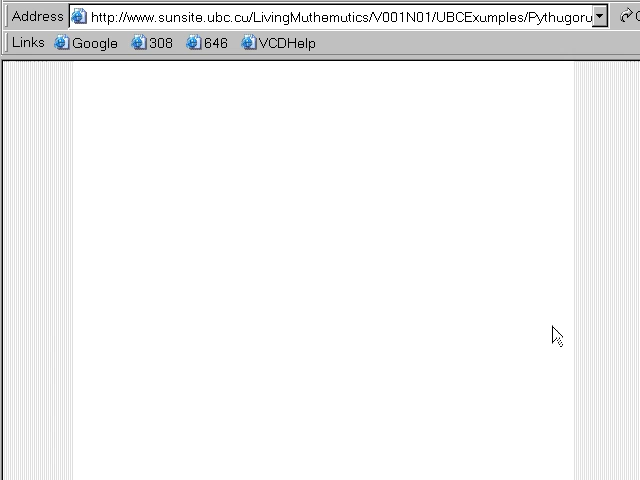 Address http://www.sunsite.ubc.cu/LivingMuthemutics/V001N01/UBCExumples/Pythugoru
Links Google 308 646 VCDHelp